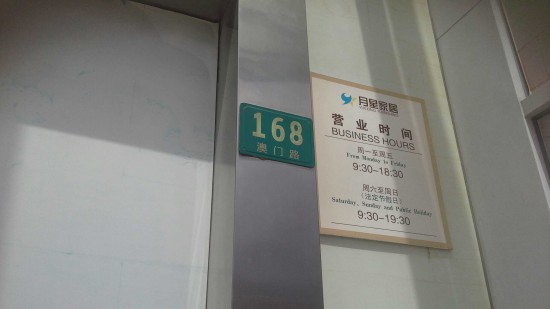 168
澳门路
月星家居
营业时间
BUSINESS HOURS
周一至周五
From Monday to Friday
9:30-18:30
周六至周日
(法定节假日)
Saturday, Sunday and Public Holiday
9:30-19:30